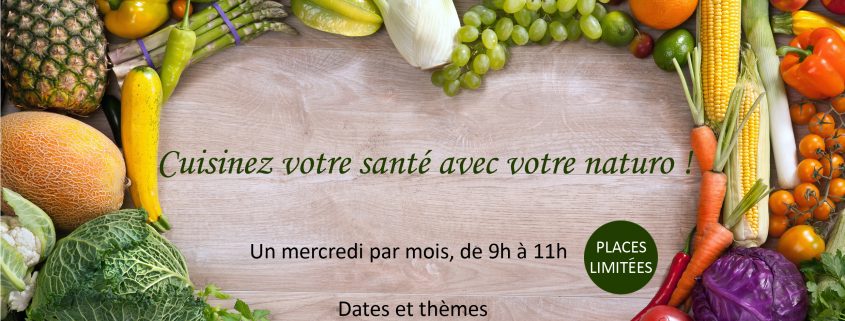 Cuisinez votre santé avec votre naturo !
Un mercredi par mois, de 9h à 11h
PLACES
LIMITÉES
Dates et thèmes